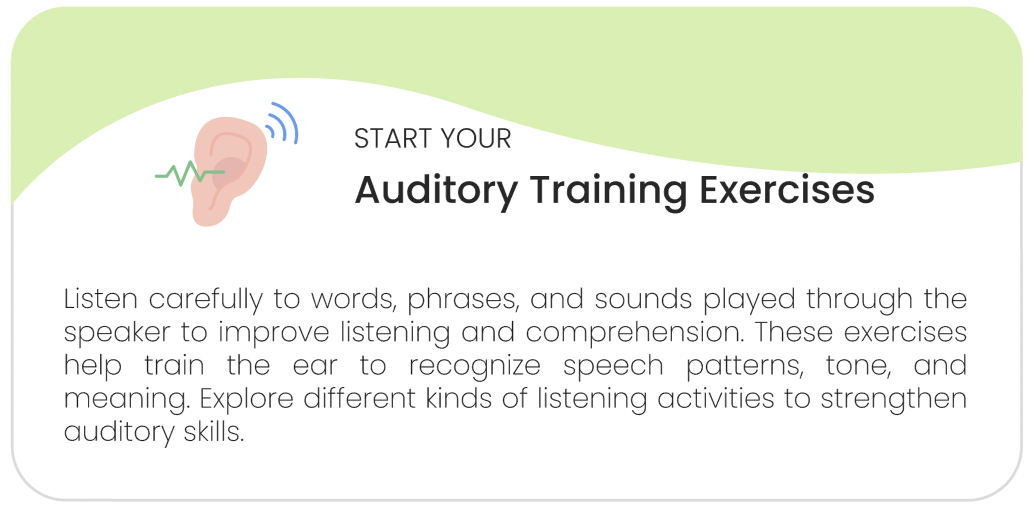 START YOUR
Auditory Training Exercises
Listen carefully to words, phrases, and sounds played through the
speaker to improve listening and comprehension. These exercises
help train the ear to recognize speech patterns, tone, and
meaning. Explore different kinds of listening activities to strengthen
auditory skills.